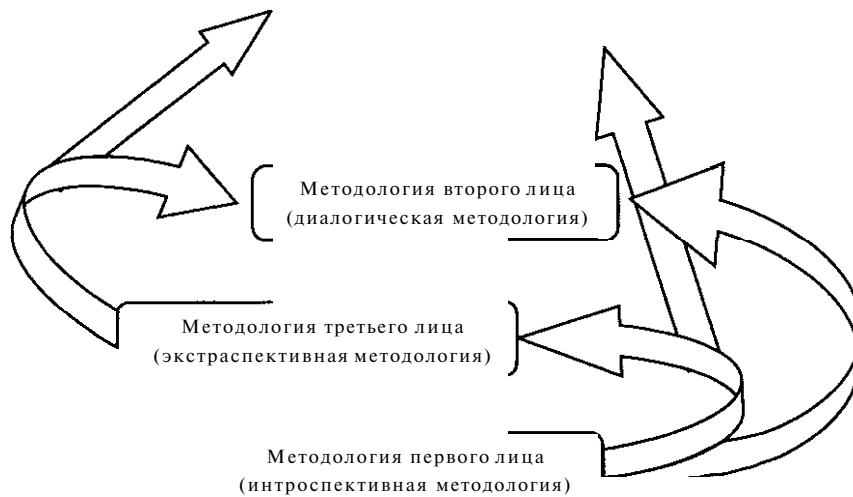 Методология второго лица
(диалогическая методология)
Методология третьего лица
(экстраспективная методология)
Методология первого лица
(интроспективная методология)